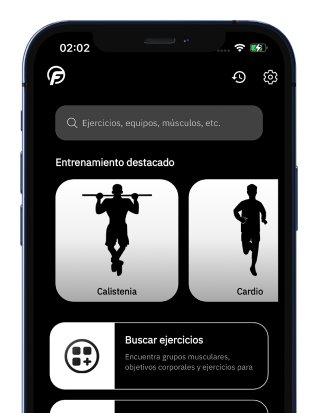 02:02
Ejercicios, equipos, músculos, etc.
Entrenamiento destacado
Calistenia
Cardio
Buscar ejercicios
Encuentra grupos musculares,
objetivos corporales y ejercicios para